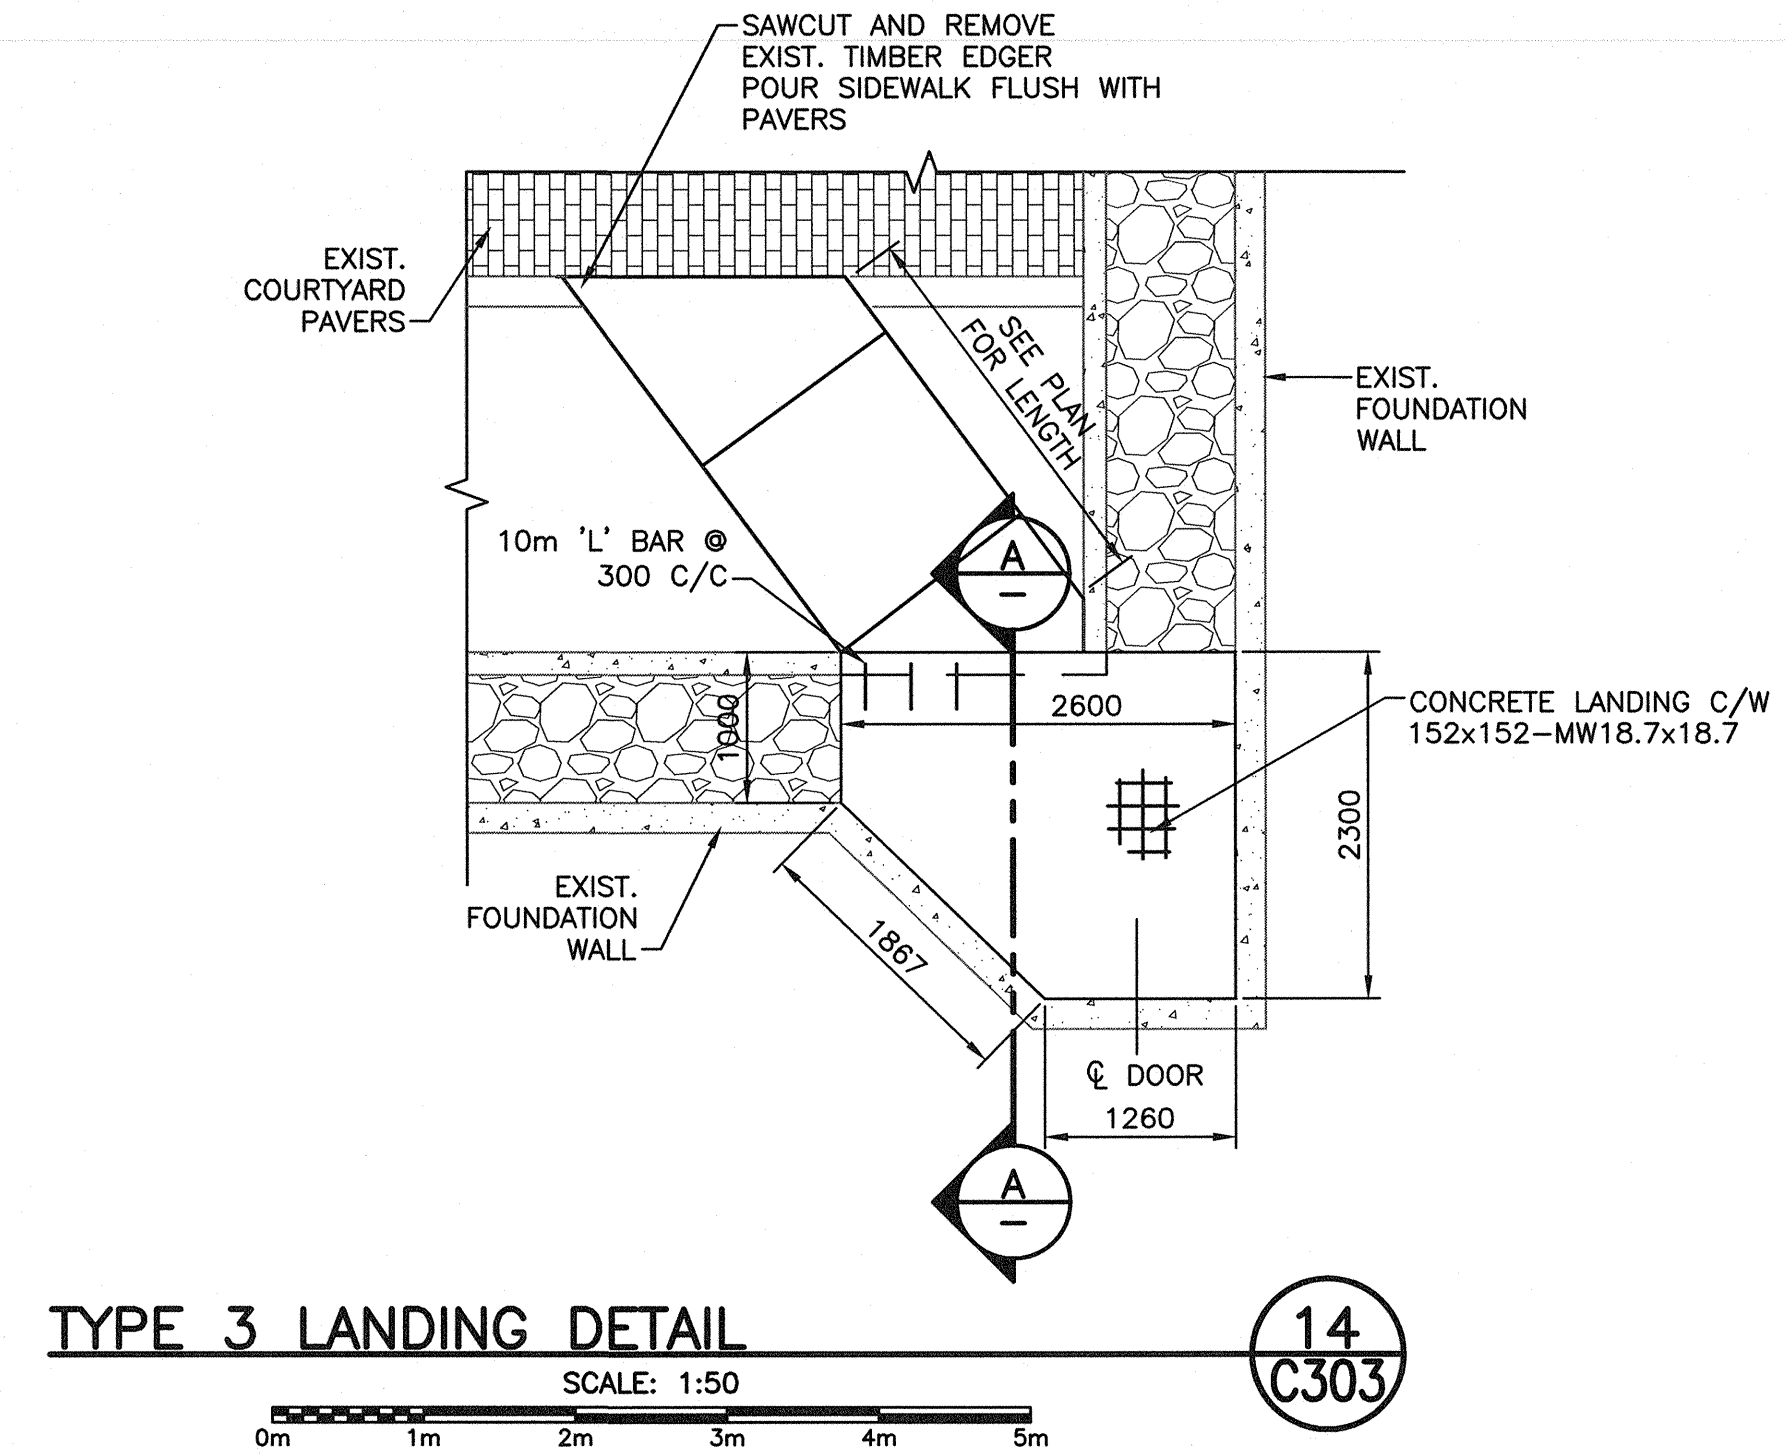 SAWCUT AND REMOVE
EXIST. TIMBER EDGER
POUR SIDEWALK FLUSH WITH
PAVERS
EXIST.
COURTYARD
PAVERS
SEE PLAN
FOR LENGTH
EXIST.
FOUNDATION
WALL
10m 'L' BAR @
300 C/C
A
2600
1000
CONCRETE LANDING C/W
152x152-MW18.7x18.7
2300
EXIST.
FOUNDATION
WALL
1867
℄ DOOR
1260
A
TYPE 3 LANDING DETAIL
14
C303
SCALE: 1:50
0m 1m 2m 3m 4m 5m